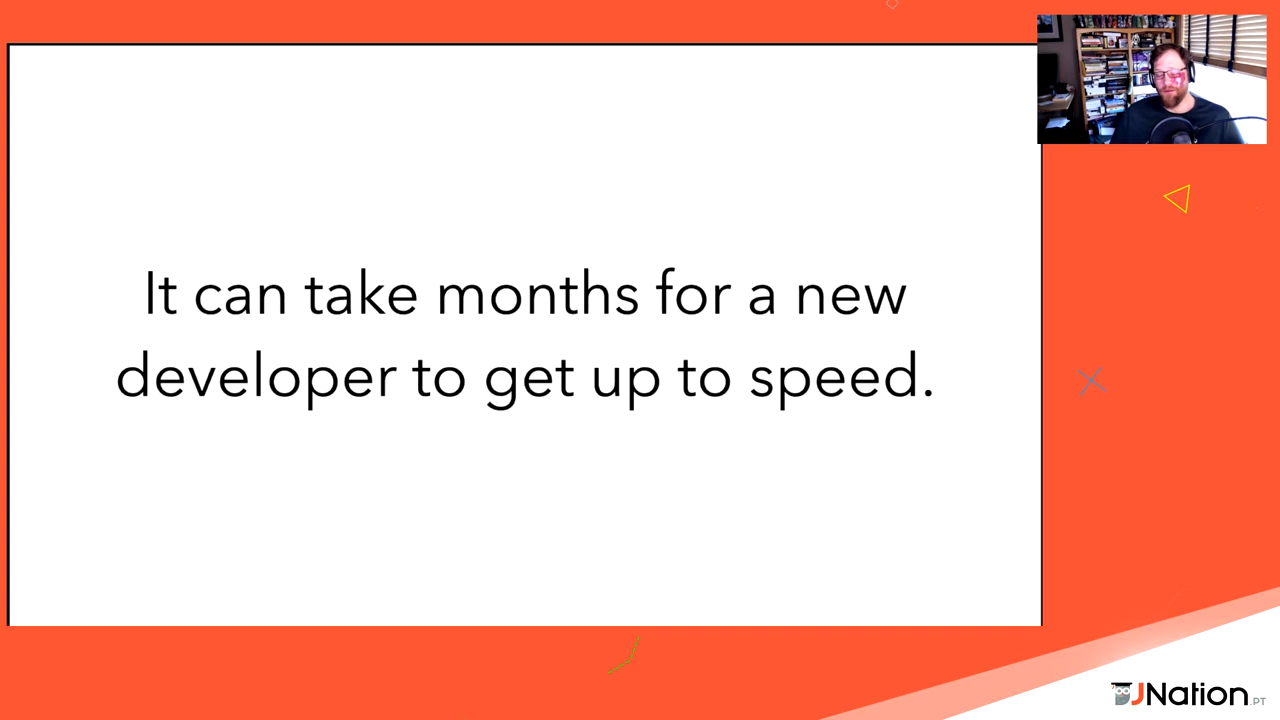 It can take months for a new
developer to get up to speed.
JNation.PT